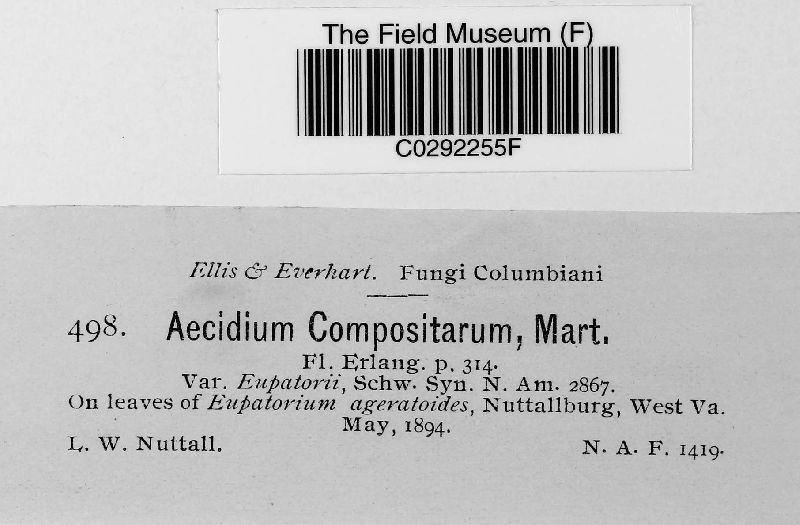 The Field Museum (F)
C0292255F
Ellis & Everhart. Fungi Columbiani
498. Aecidium Compositarum, Mart.
Fl. Erlang. p. 314.
Var. Eupatorii, Schw. Syn. N. Am. 2867.
On leaves of Eupatorium ageratoides, Nuttallburg, West Va.
May, 1894.
L. W. Nuttall. N. A. F. 1419.